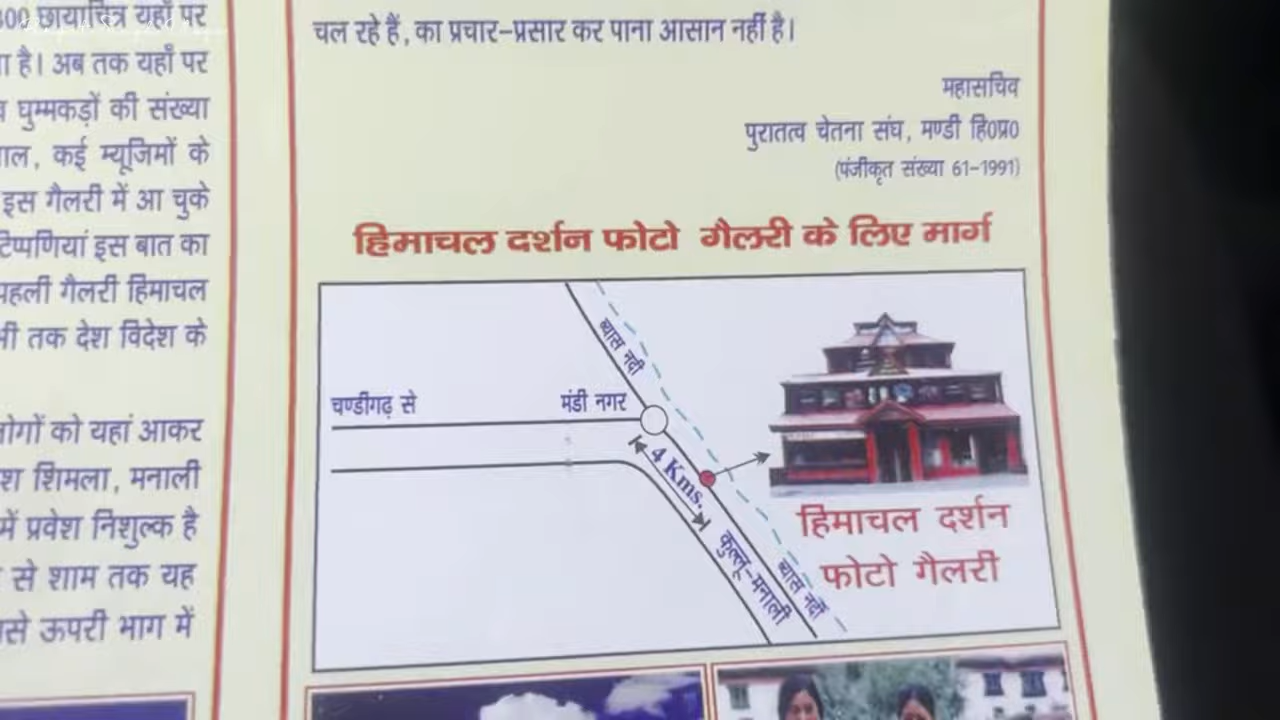 300 छायाचित्र यहाँ पर
है। अब तक यहाँ पर
घुम्मकड़ों की संख्या
कई म्यूजिमों के
इस गैलरी में आ चुके
टिप्पणियां इस बात का
पहली गैलरी हिमाचल
तक देश विदेश के
लोगों को यहां आकर
शिमला, मनाली
में प्रवेश निशुल्क है
से शाम तक यह
ऊपरी भाग में
चल रहे हैं, का प्रचार-प्रसार कर पाना आसान नहीं है।
महासचिव
पुरातत्व चेतना संघ, मण्डी हि0प्र0
(पंजीकृत संख्या 61-1991)
हिमाचल दर्शन फोटो गैलरी के लिए मार्ग
ब्यास नदी
चण्डीगढ़ से
मंडी नगर
4 Kms.
कुल्लू-मनाली
ब्यास नदी
हिमाचल दर्शन
फोटो गैलरी